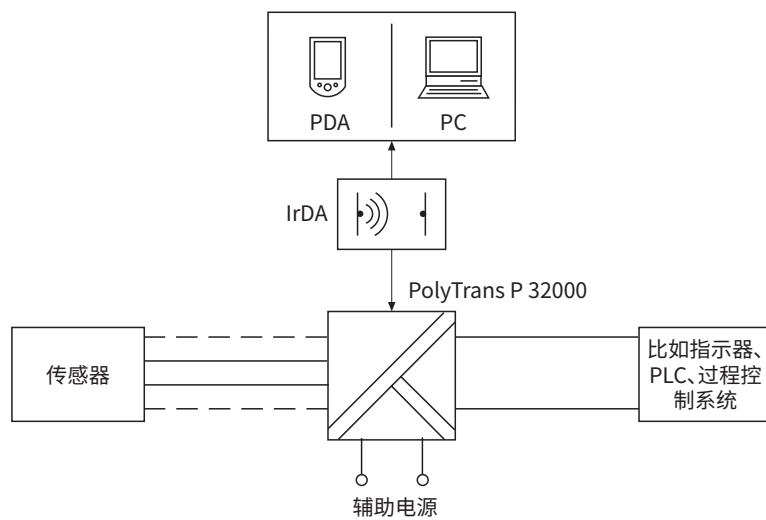 PDA
PC
IrDA
PolyTrans P 32000
传感器
比如指示器、
PLC、过程控
制系统
辅助电源